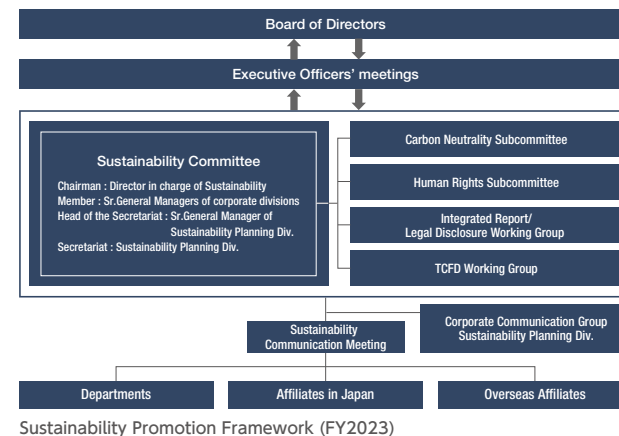 Board of Directors
Executive Officers' meetings
Sustainability Committee
Chairman : Director in charge of Sustainability
Member : Sr.General Managers of corporate divisions
Head of the Secretariat : Sr.General Manager of
Sustainability Planning Div.
Secretariat : Sustainability Planning Div.
Carbon Neutrality Subcommittee
Human Rights Subcommittee
Integrated Report/
Legal Disclosure Working Group
TCFD Working Group
Sustainability
Communication Meeting
Corporate Communication Group
Sustainability Planning Div.
Departments
Affiliates in Japan
Overseas Affiliates
Sustainability Promotion Framework (FY2023)